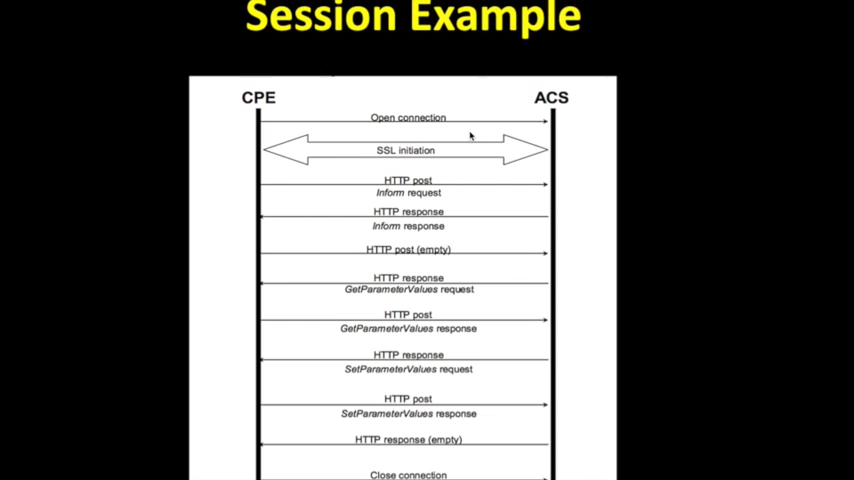 Session Example
CPE
ACS
Open connection
SSL initiation
HTTP post
Inform request
HTTP response
Inform response
HTTP post (empty)
HTTP response
GetParameterValues request
HTTP post
GetParameterValues response
HTTP response
SetParameterValues request
HTTP post
SetParameterValues response
HTTP response (empty)
Close connection